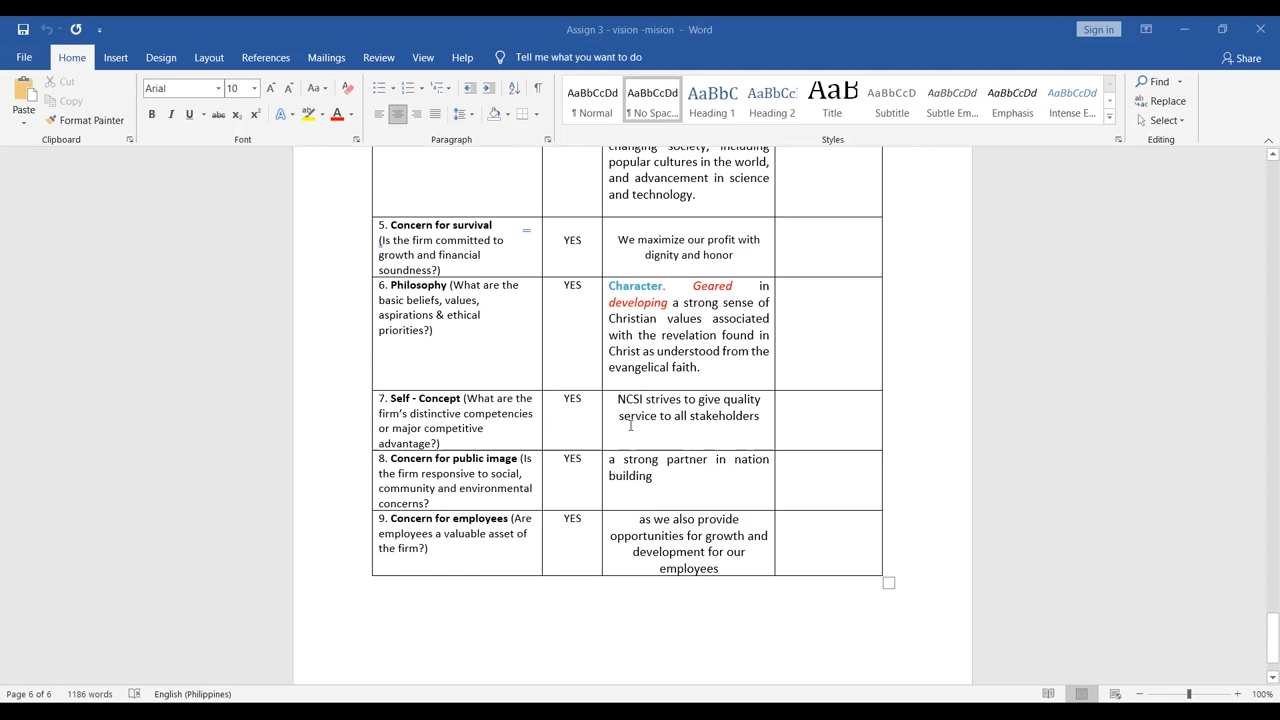 Assign 3 - vision -mision - Word
Sign in
File Home Insert Design Layout References Mailings Review View Help Tell me what you want to do Share
Paste
Cut
Copy
Format Painter
Clipboard
Arial 10
Font
Paragraph
AaBbCcDd AaBbCcDd AaBbC AaBbCc AaB AaBbCcD AaBbCcDd AaBbCcDd AaBbCcDd
¶ Normal ¶ No Spac... Heading 1 Heading 2 Title Subtitle Subtle Em... Emphasis Intense E...
Styles
Find
Replace
Select
Editing
changing society, including
popular cultures in the world,
and advancement in science
and technology.
5. Concern for survival
(Is the firm committed to
growth and financial
soundness?)
YES
We maximize our profit with
dignity and honor
6. Philosophy (What are the
basic beliefs, values,
aspirations & ethical
priorities?)
YES
Character. Geared in
developing a strong sense of
Christian values associated
with the revelation found in
Christ as understood from the
evangelical faith.
7. Self - Concept (What are the
firm's distinctive competencies
or major competitive
advantage?)
YES
NCSI strives to give quality
service to all stakeholders
8. Concern for public image (Is
the firm responsive to social,
community and environmental
concerns?
YES
a strong partner in nation
building
9. Concern for employees (Are
employees a valuable asset of
the firm?)
YES
as we also provide
opportunities for growth and
development for our
employees
Page 6 of 6 1186 words English (Philippines) 100%